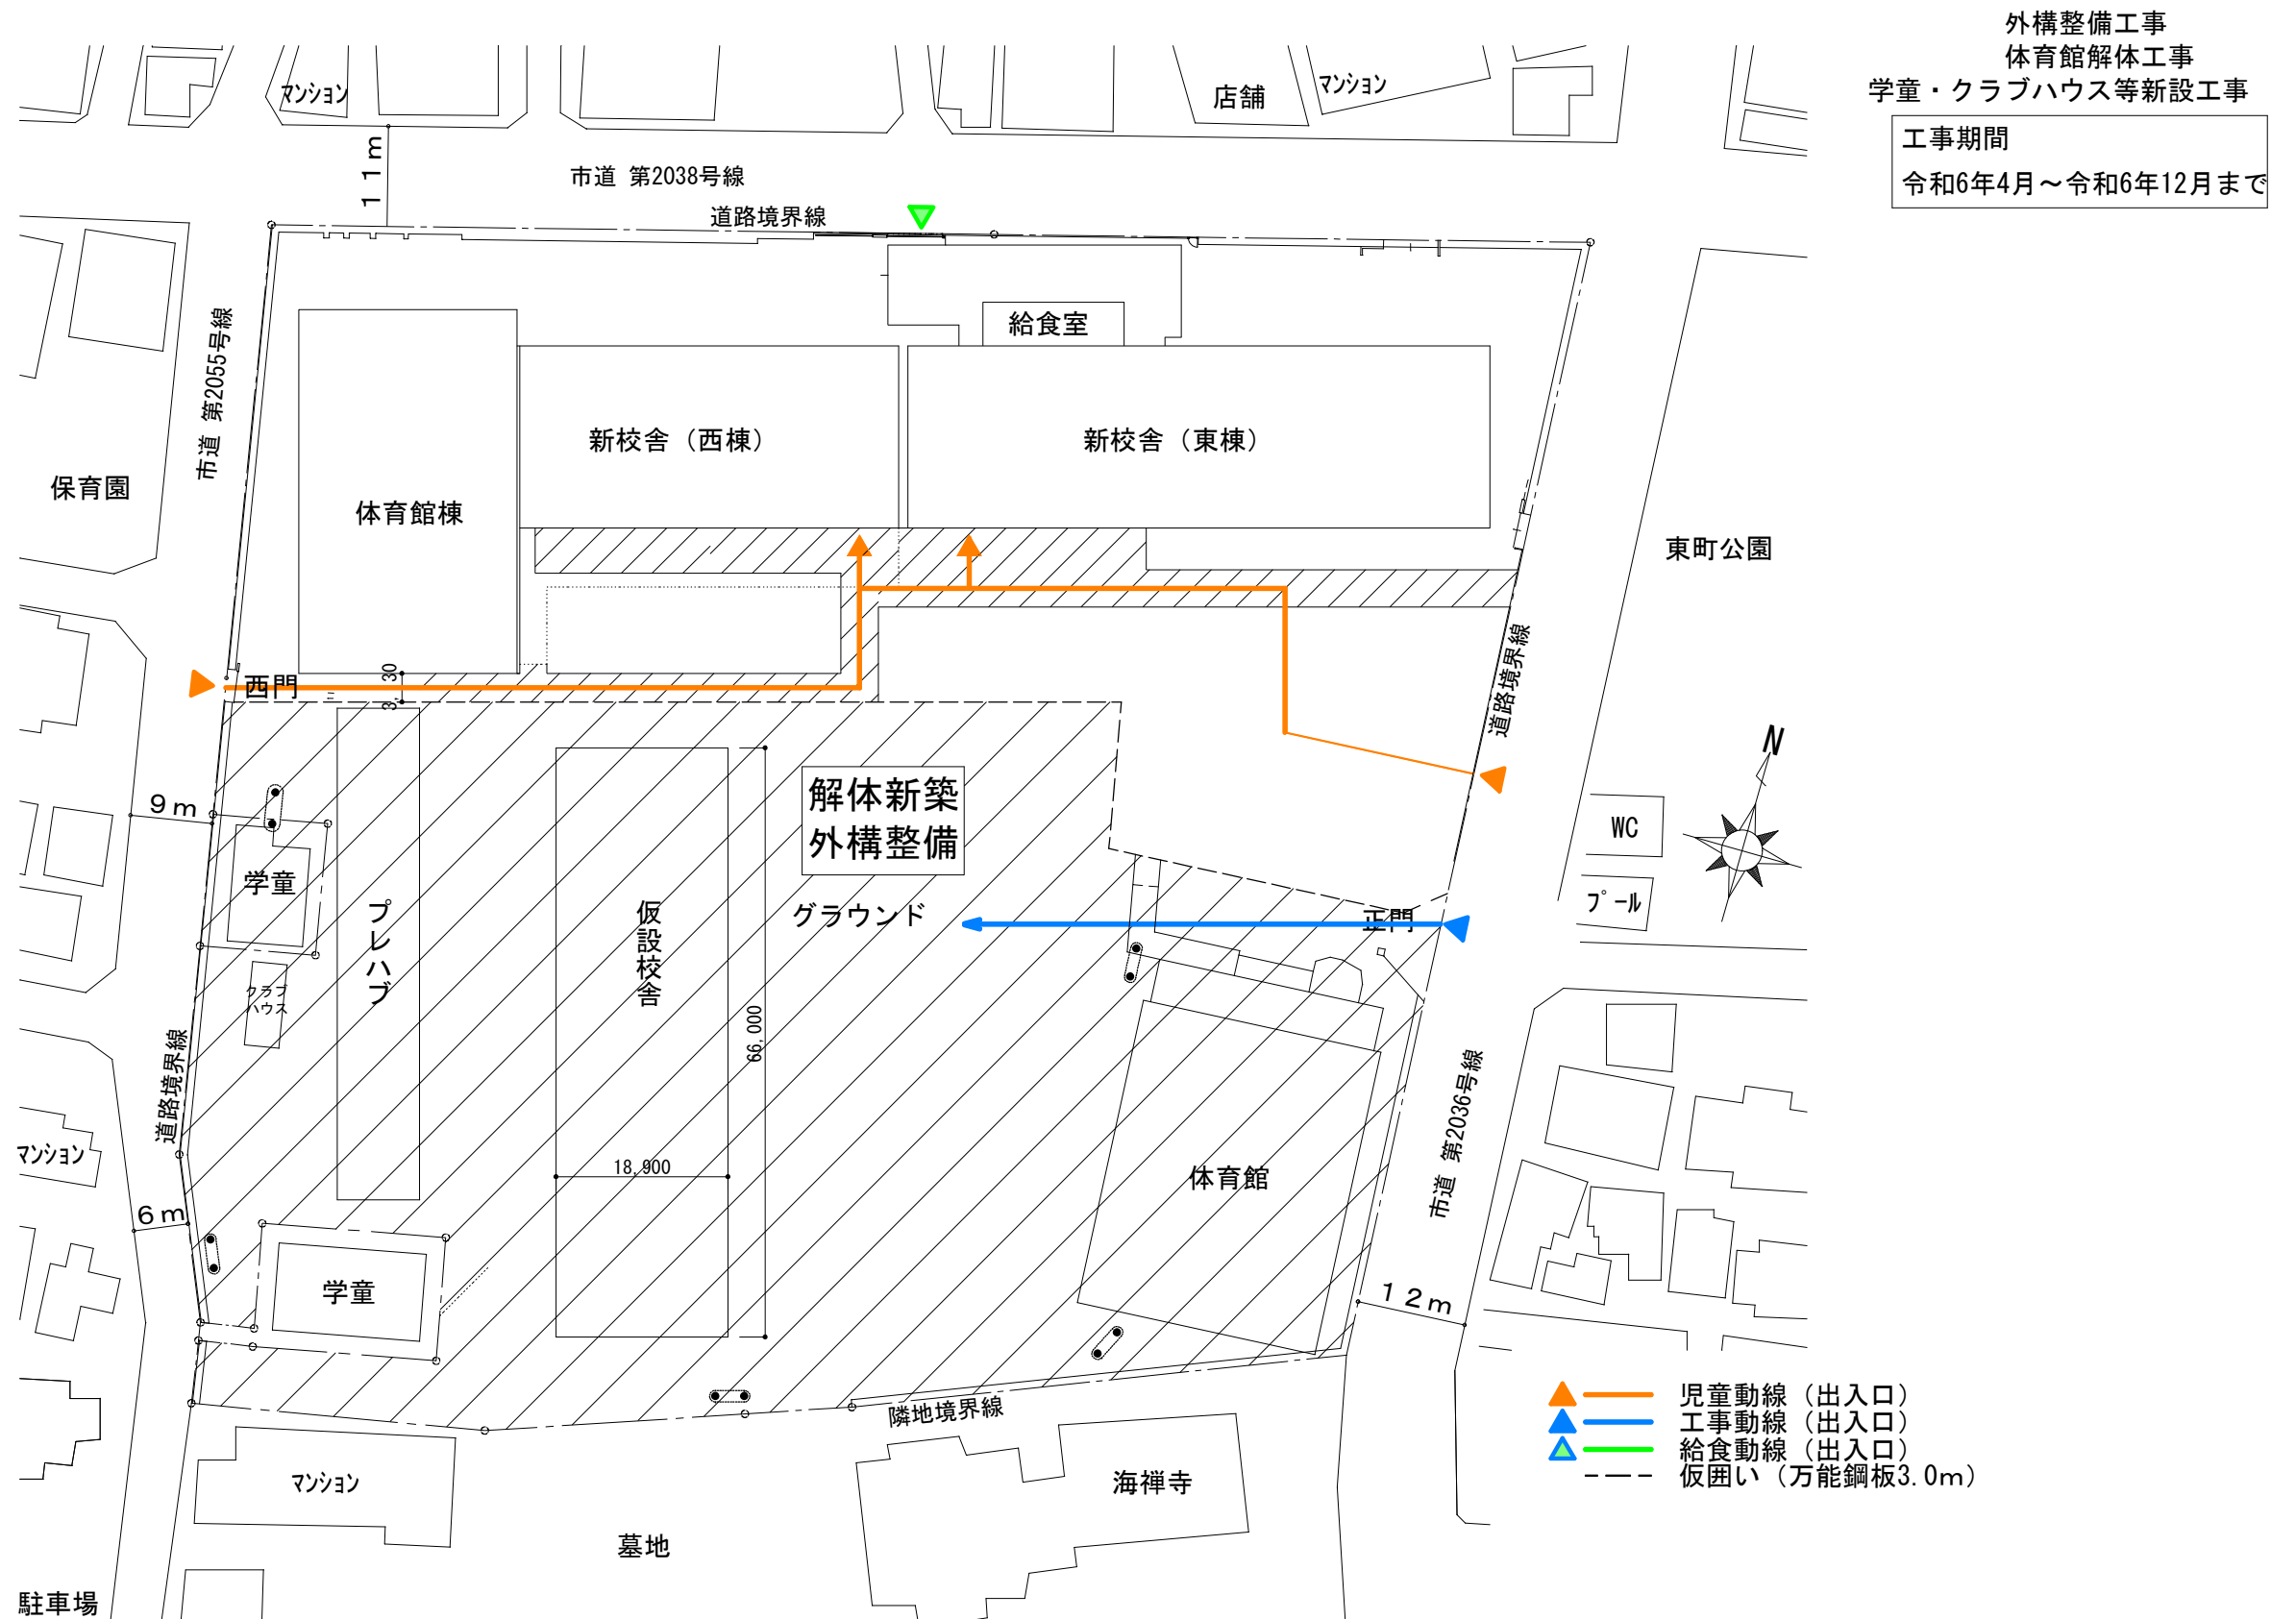 外構整備工事
体育館解体工事
学童・クラブハウス等新設工事
工事期間
令和6年4月～令和6年12月まで
マンション
店舗
マンション
11m
市道 第2038号線
道路境界線
市道 第2055号線
給食室
新校舎（西棟）
新校舎（東棟）
保育園
体育館棟
東町公園
西門
3,30
道路境界線
N
9m
解体新築
外構整備
WC
学童
プレハブ
仮設校舎
グラウンド
正門
プール
クラブ
ハウス
66,000
道路境界線
市道 第2036号線
マンション
18,900
体育館
6m
学童
12m
隣地境界線
児童動線（出入口）
工事動線（出入口）
給食動線（出入口）
仮囲い（万能鋼板3.0m）
マンション
海禅寺
墓地
駐車場